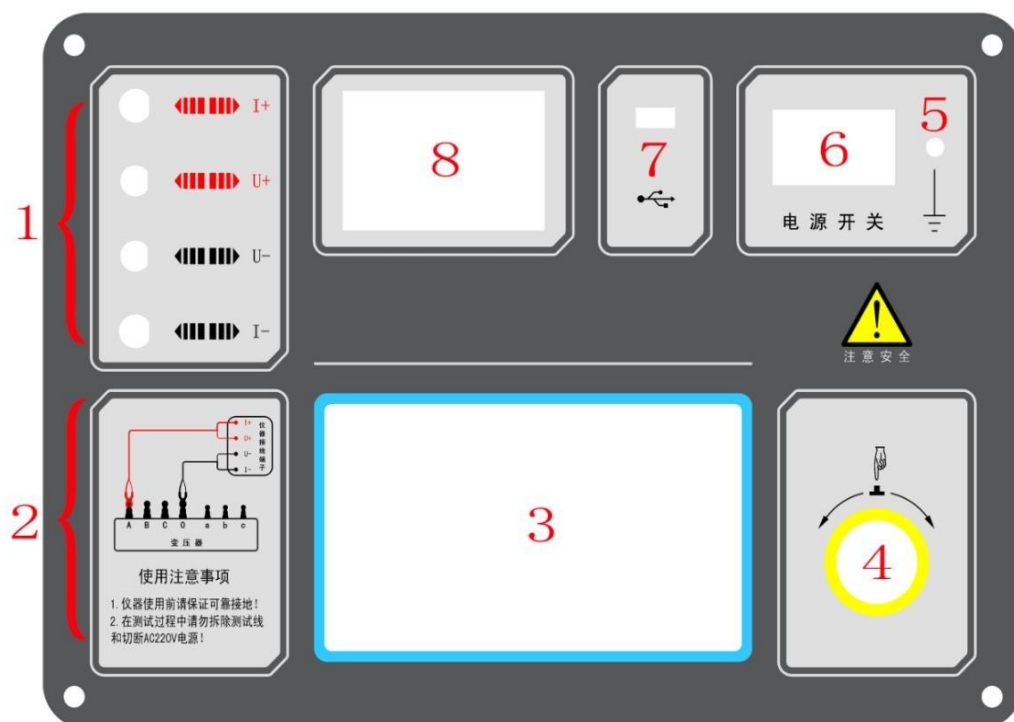 1
I+
U+
U-
I-
8
7
6
5
电源开关
注意安全
2
I+
U+
U-
I-
仪器接线端子
A B C O a b c
变压器
使用注意事项
1.仪器使用前请保证可靠接地!
2.在测试过程中请勿拆除测试线
和切断AC220V电源!
3
4